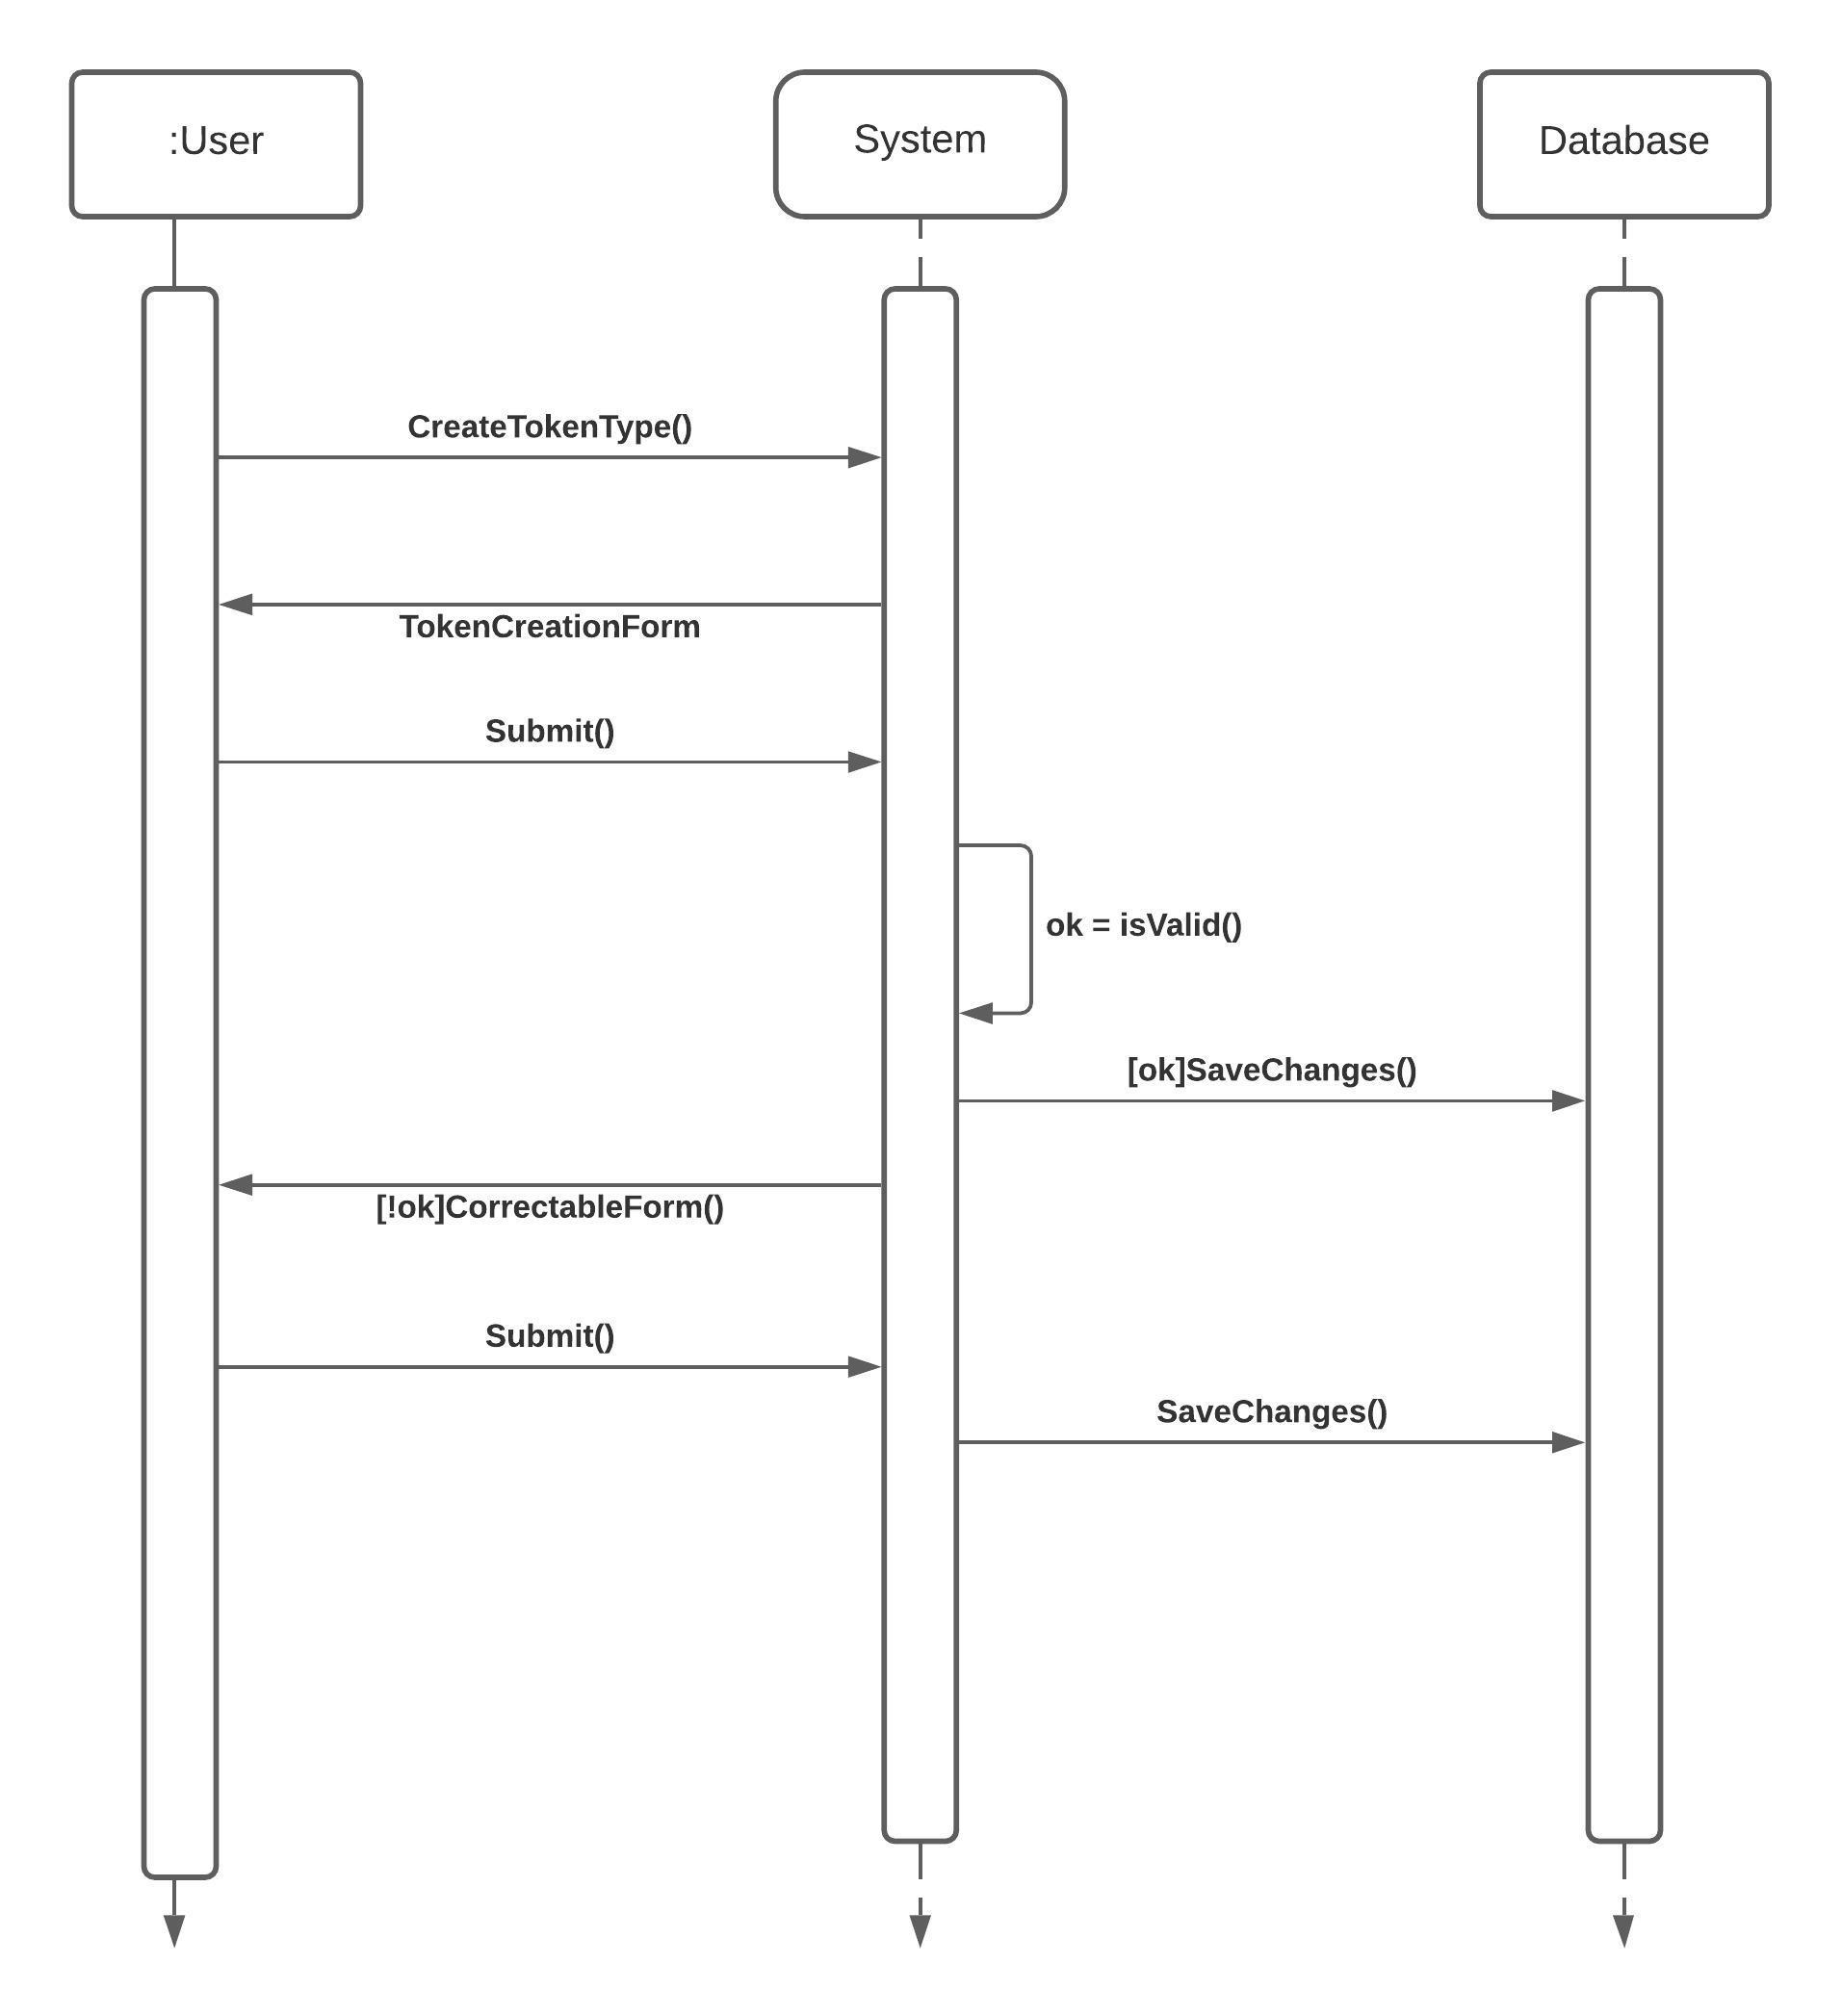 :User
System
Database
CreateTokenType()
TokenCreationForm
Submit()
ok = isValid()
[ok]SaveChanges()
[!ok]CorrectableForm()
Submit()
SaveChanges()